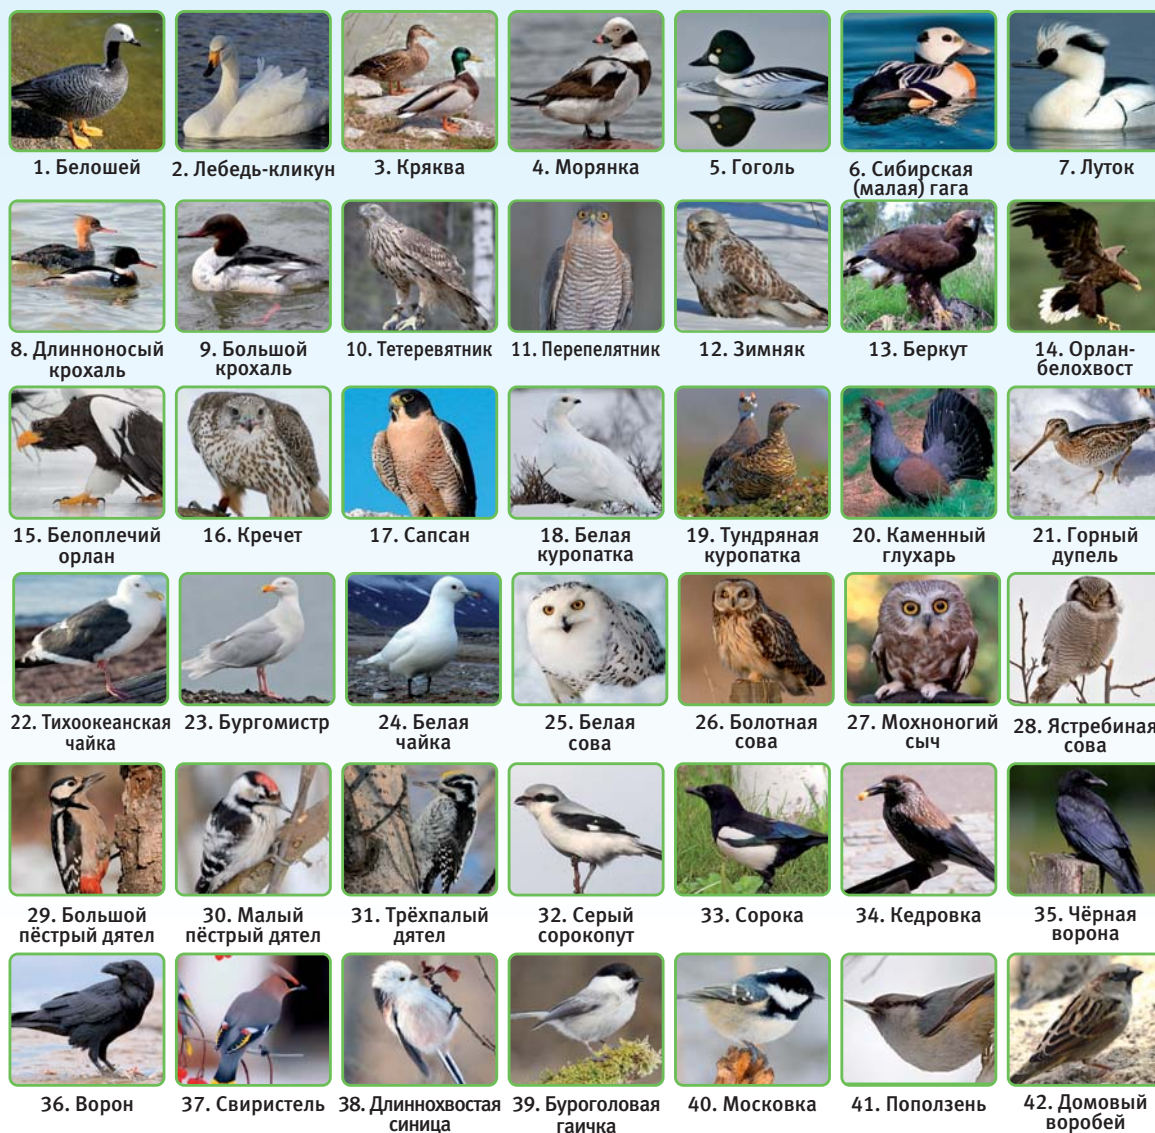 1. Белошей
2. Лебедь-кликун
3. Кряква
4. Морянка
5. Гоголь
6. Сибирская
(малая) гага
7. Луток
8. Длинноносый
крохаль
9. Большой
крохаль
10. Тетеревятник
11. Перепелятник
12. Зимняк
13. Беркут
14. Орлан-
белохвост
15. Белоплечий
орлан
16. Кречет
17. Сапсан
18. Белая
куропатка
19. Тундряная
куропатка
20. Каменный
глухарь
21. Горный
дупель
22. Тихоокеанская
чайка
23. Бургомистр
24. Белая
чайка
25. Белая
сова
26. Болотная
сова
27. Мохноногий
сыч
28. Ястребиная
сова
29. Большой
пёстрый дятел
30. Малый
пёстрый дятел
31. Трёхпалый
дятел
32. Серый
сорокопут
33. Сорока
34. Кедровка
35. Чёрная
ворона
36. Ворон
37. Свиристель
38. Длиннохвостая
синица
39. Буроголовая
гаичка
40. Московка
41. Поползень
42. Домовый
воробей